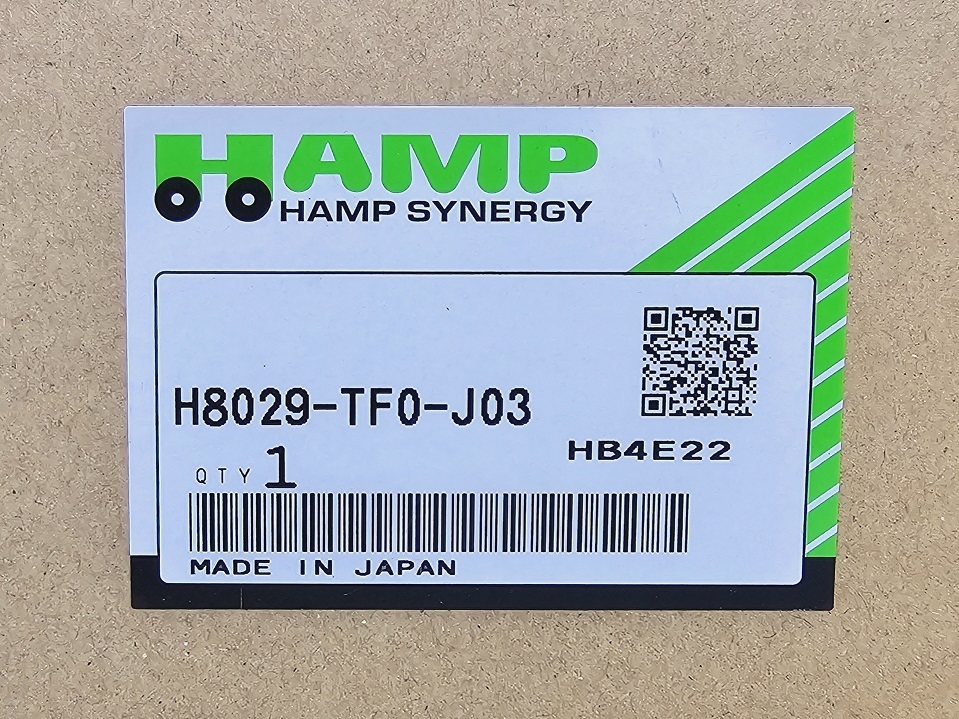 HAMP
HAMP SYNERGY
H8029-TF0-J03
HB4E22
QTY 1
MADE IN JAPAN